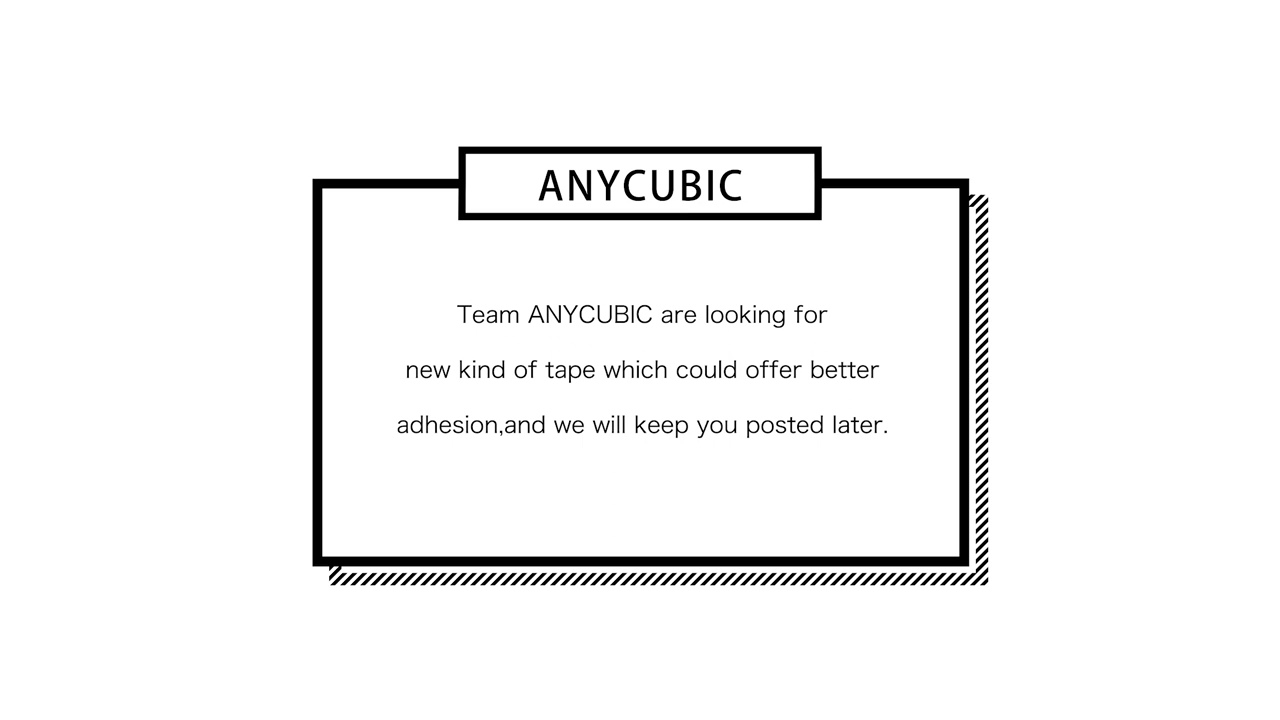 ANYCUBIC
Team ANYCUBIC are looking for
new kind of tape which could offer better
adhesion,and we will keep you posted later.